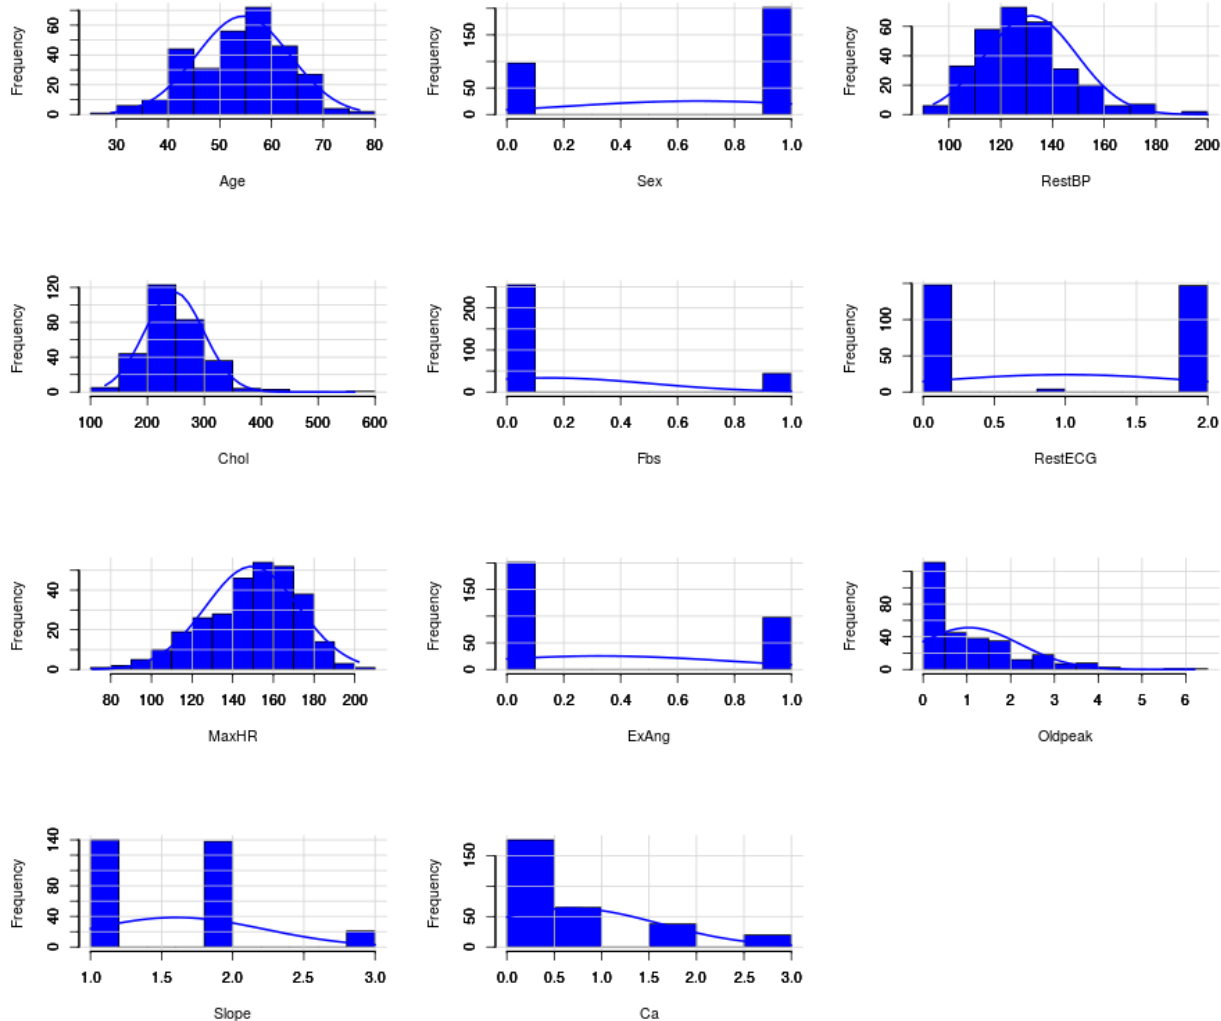 Frequency
0 20 40 60
30 40 50 60 70 80
Age
Frequency
0 50 150
0.0 0.2 0.4 0.6 0.8 1.0
Sex
Frequency
0 20 40 60
100 120 140 160 180 200
RestBP
Frequency
0 40 80 120
100 200 300 400 500 600
Chol
Frequency
0 50 100 200
0.0 0.2 0.4 0.6 0.8 1.0
Fbs
Frequency
0 50 100
0.0 0.5 1.0 1.5 2.0
RestECG
Frequency
0 20 40
80 100 120 140 160 180 200
MaxHR
Frequency
0 50 150
0.0 0.2 0.4 0.6 0.8 1.0
ExAng
Frequency
0 40 80
0 1 2 3 4 5 6
Oldpeak
Frequency
0 40 80 140
1.0 1.5 2.0 2.5 3.0
Slope
Frequency
0 50 150
0.0 0.5 1.0 1.5 2.0 2.5 3.0
Ca